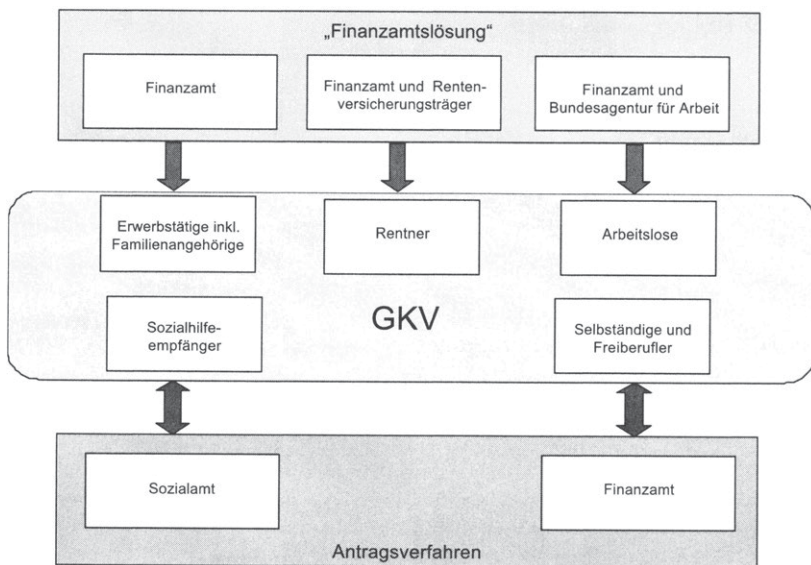 „Finanzamtslösung“
Finanzamt
Finanzamt und Renten-
versicherungsträger
Finanzamt und
Bundesagentur für Arbeit
Erwerbstätige inkl.
Familienangehörige
Rentner
Arbeitslose
Sozialhilfe-
empfänger
GKV
Selbständige und
Freiberufler
Sozialamt
Finanzamt
Antragsverfahren